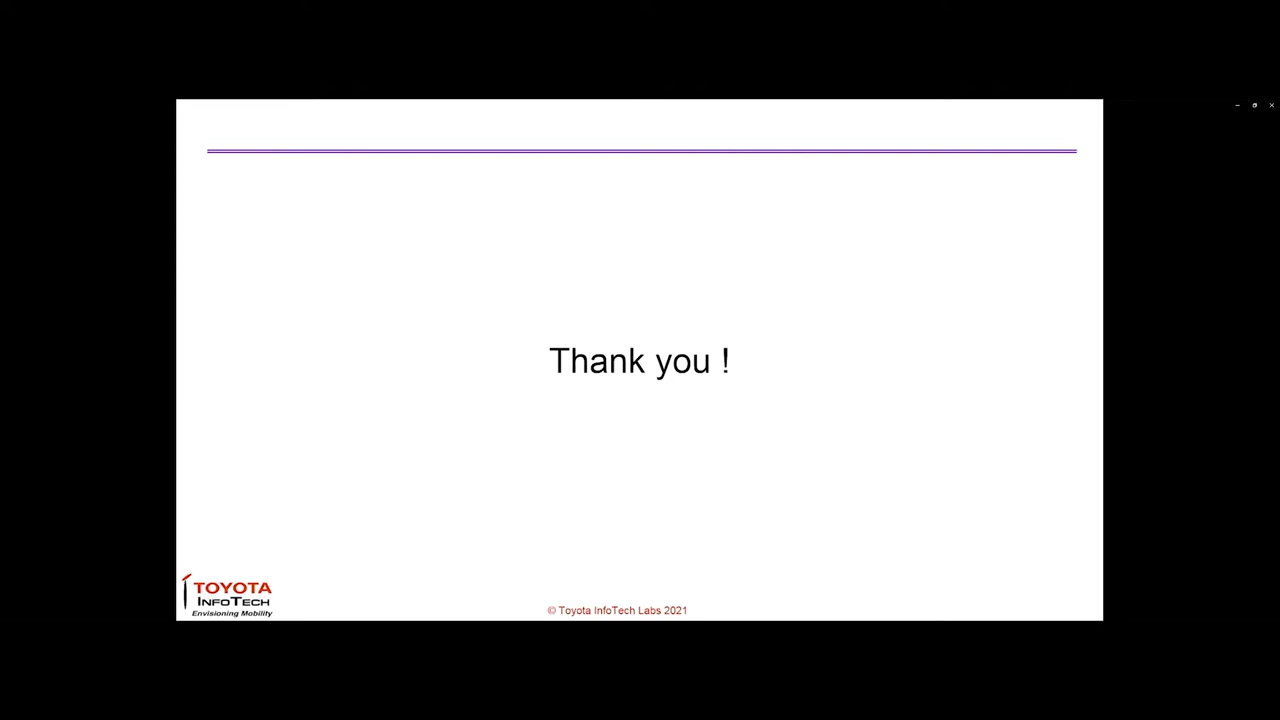 Thank you !
TOYOTA
INFOTECH
Envisioning Mobility
© Toyota InfoTech Labs 2021